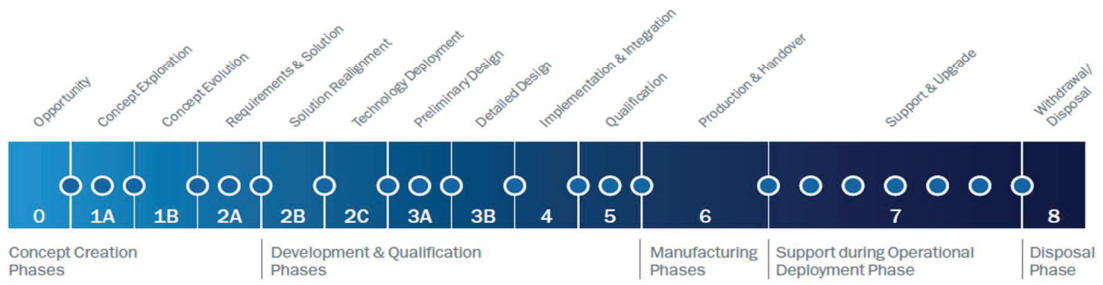 Opportunity
Concept Exploration
Concept Evolution
Requirements & Solution
Solution Realignment
Technology Deployment
Preliminary Design
Detailed Design
Implementation & Integration
Qualification
Production & Handover
Support & Upgrade
Withdrawal/
Disposal
0 1A 1B 2A 2B 2C 3A 3B 4 5 6 7 8
Concept Creation
Phases
Development & Qualification
Phases
Manufacturing
Phases
Support during Operational
Deployment Phase
Disposal
Phase